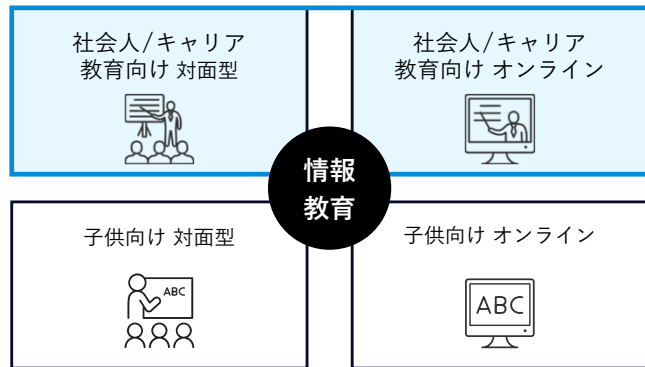 社会人/キャリア
教育向け 対面型
社会人/キャリア
教育向け オンライン
情報
教育
子供向け 対面型
ABC
子供向け オンライン
ABC